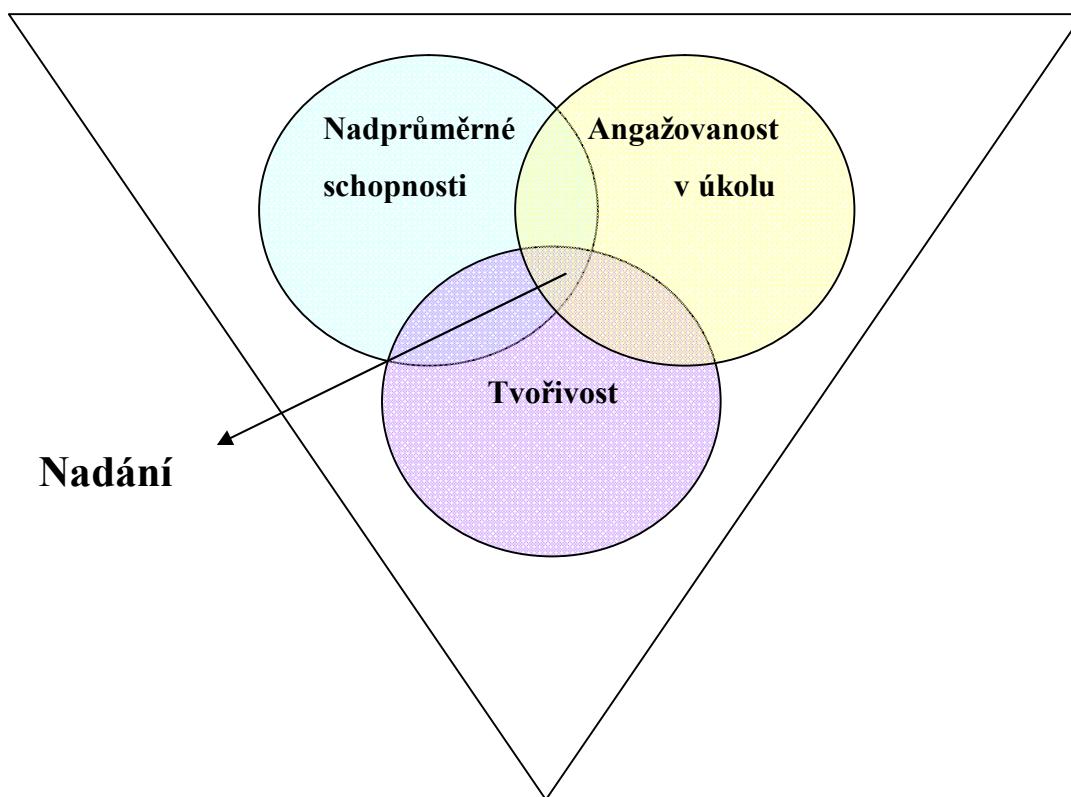 Nadprůměrné
schopnosti
Angažovanost
v úkolu
Tvořivost
Nadání